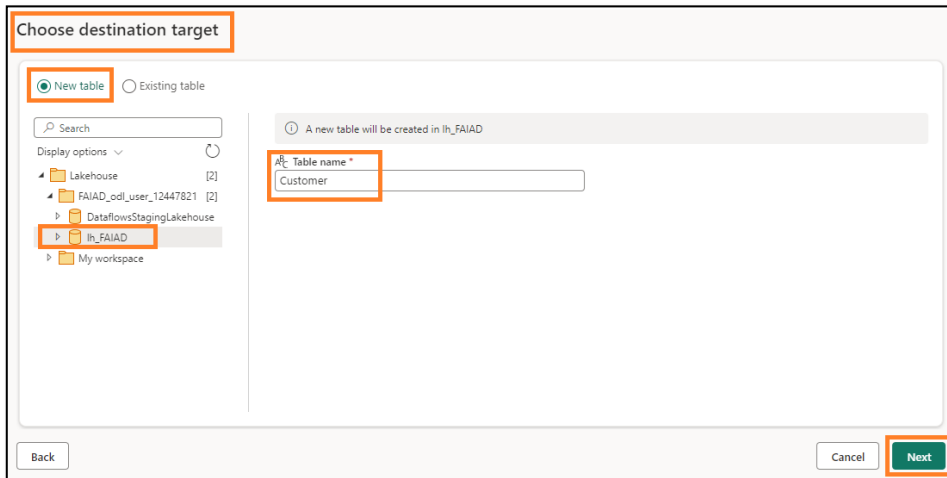 Choose destination target
New table Existing table
Search
Display options
Lakehouse [2]
FAIAD_odl_user_12447821 [2]
DataflowsStagingLakehouse
lh_FAIAD
My workspace
A new table will be created in lh_FAIAD
ABC Table name *
Customer
Back Cancel Next